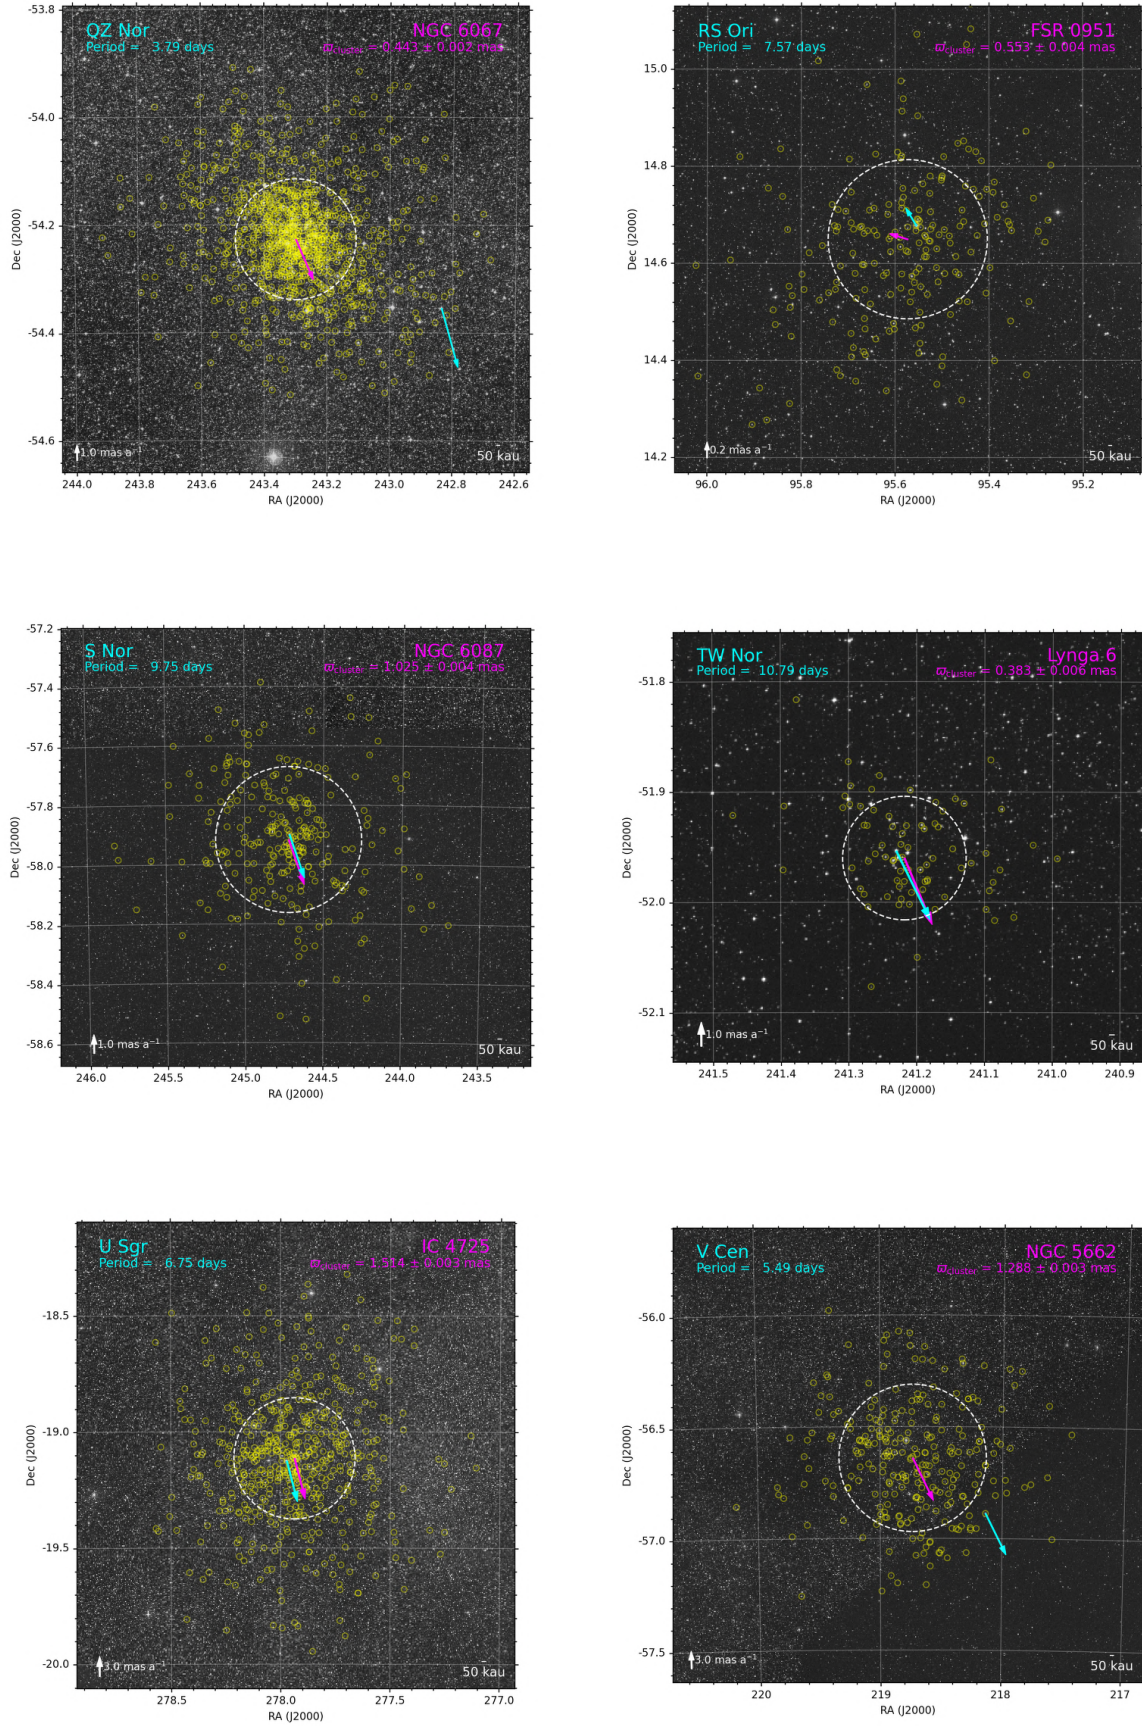 QZ Nor
NGC 6067
Period = 3.79 days
ϖcluster = 0.443 ± 0.002 mas
-53.8
-54.0
-54.2
-54.4
-54.6
Dec (J2000)
1.0 mas a⁻¹
50 kau
244.0 243.8 243.6 243.4 243.2 243.0 242.8 242.6
RA (J2000)
RS Ori
FSR 0951
Period = 7.57 days
ϖcluster = 0.553 ± 0.004 mas
15.0
14.8
14.6
14.4
14.2
Dec (J2000)
0.2 mas a⁻¹
50 kau
96.0 95.8 95.6 95.4 95.2
RA (J2000)
S Nor
NGC 6087
Period = 9.75 days
ϖcluster = 1.025 ± 0.004 mas
-57.2
-57.4
-57.6
-57.8
-58.0
-58.2
-58.4
-58.6
Dec (J2000)
1.0 mas a⁻¹
50 kau
246.0 245.5 245.0 244.5 244.0 243.5
RA (J2000)
TW Nor
Lynga 6
Period = 10.79 days
ϖcluster = 0.383 ± 0.006 mas
-51.8
-51.9
-52.0
-52.1
Dec (J2000)
1.0 mas a⁻¹
50 kau
241.5 241.4 241.3 241.2 241.1 241.0 240.9
RA (J2000)
U Sgr
IC 4725
Period = 6.75 days
ϖcluster = 1.514 ± 0.003 mas
-18.5
-19.0
-19.5
-20.0
Dec (J2000)
3.0 mas a⁻¹
50 kau
278.5 278.0 277.5 277.0
RA (J2000)
V Cen
NGC 5662
Period = 5.49 days
ϖcluster = 1.288 ± 0.003 mas
-56.0
-56.5
-57.0
-57.5
Dec (J2000)
3.0 mas a⁻¹
50 kau
220 219 218 217
RA (J2000)